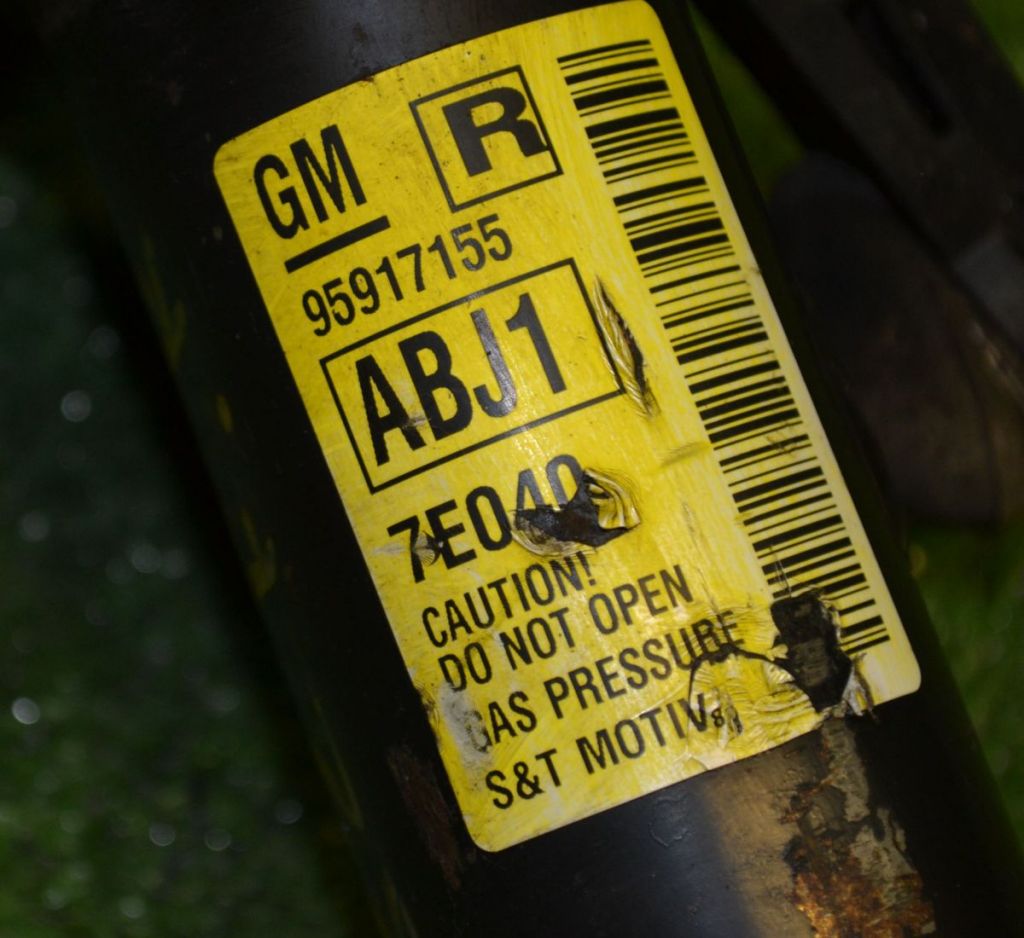 GM R
95917155
ABJ1
7E040
CAUTION!
DO NOT OPEN
GAS PRESSURE
S&T MOTIV